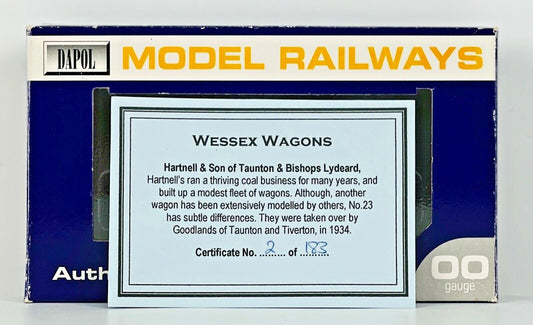 DAPOL MODEL RAILWAYS
WESSEX WAGONS
Hartnell & Son of Taunton & Bishops Lydeard,
Hartnell's ran a thriving coal business for many years, and
built up a modest fleet of wagons. Although, another
wagon has been extensively modelled by others, No.23
has subtle differences. They were taken over by
Goodlands of Taunton and Tiverton, in 1934.
Certificate No. ...2...... of ...183......
Auth
OO
gauge